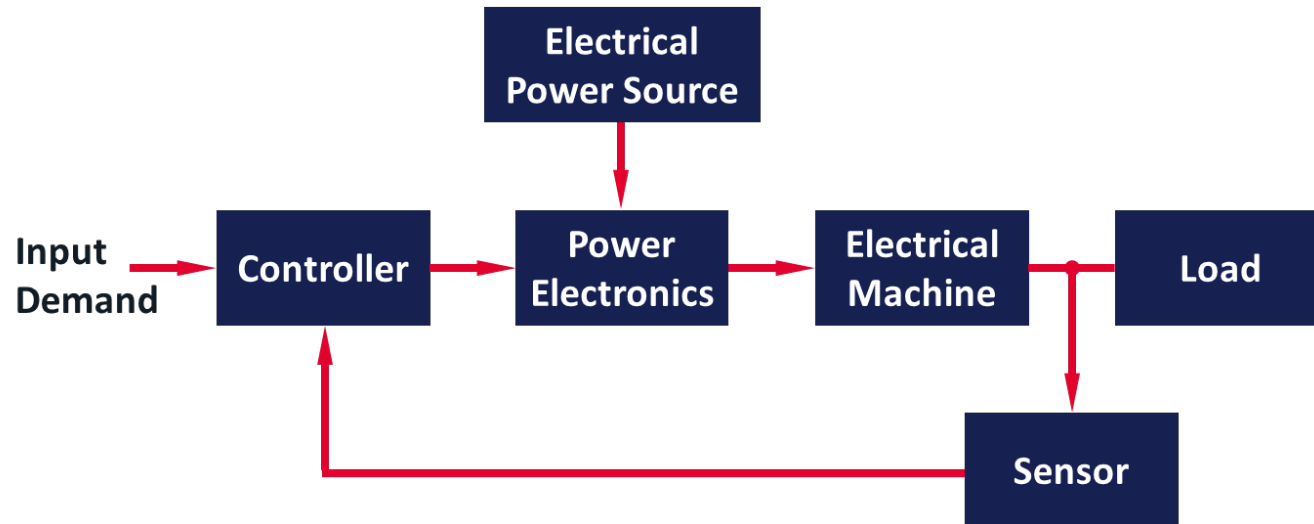 Electrical
Power Source
Input
Demand
Controller
Power
Electronics
Electrical
Machine
Load
Sensor